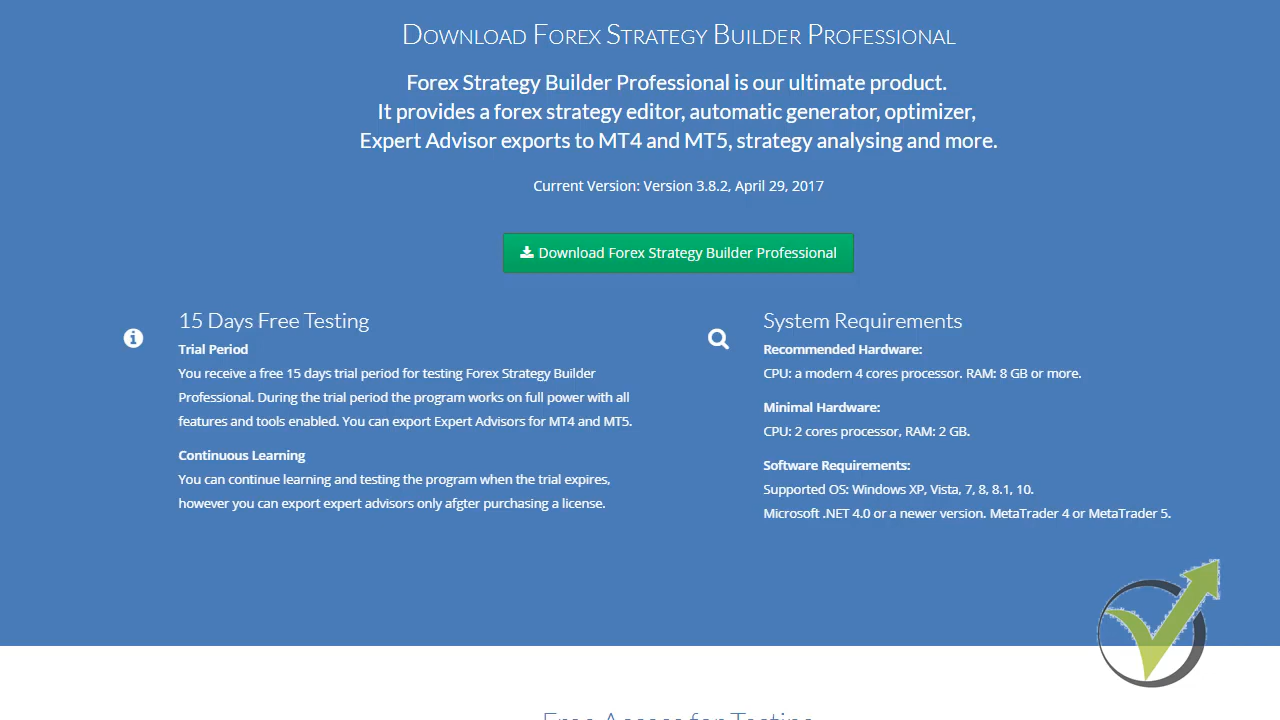 Download Forex Strategy Builder Professional
Forex Strategy Builder Professional is our ultimate product.
It provides a forex strategy editor, automatic generator, optimizer,
Expert Advisor exports to MT4 and MT5, strategy analysing and more.
Current Version: Version 3.8.2, April 29, 2017
Download Forex Strategy Builder Professional
15 Days Free Testing
Trial Period
You receive a free 15 days trial period for testing Forex Strategy Builder
Professional. During the trial period the program works on full power with all
features and tools enabled. You can export Expert Advisors for MT4 and MT5.
Continuous Learning
You can continue learning and testing the program when the trial expires,
however you can export expert advisors only afgter purchasing a license.
System Requirements
Recommended Hardware:
CPU: a modern 4 cores processor. RAM: 8 GB or more.
Minimal Hardware:
CPU: 2 cores processor, RAM: 2 GB.
Software Requirements:
Supported OS: Windows XP, Vista, 7, 8, 8.1, 10.
Microsoft .NET 4.0 or a newer version. MetaTrader 4 or MetaTrader 5.
Free Access for Testing